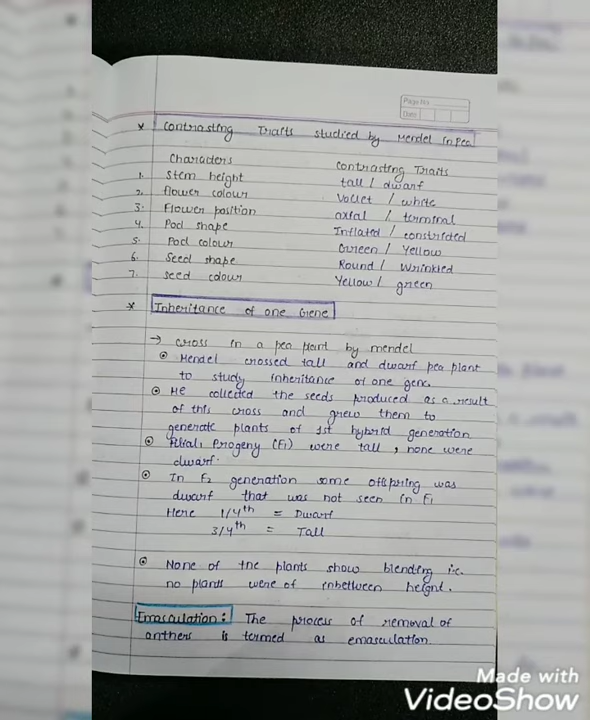 Page No.
Date
* Contrasting Traits studied by Mendel in Pea
Characters Contrasting Traits
1. Stem height tall / dwarf
2. flower colour Voilet / white
3. Flower position axial / terminal
4. Pod shape Inflated / constricted
5. Pod colour Green / Yellow
6. Seed shape Round / Wrinkled
7. seed colour Yellow / green
* Inheritance of one Gene
→ cross in a pea plant by mendel
⊙ Mendel crossed tall and dwarf pea plant
to study inheritance of one gene.
⊙ He collected the seeds produced as a result
of this cross and grew them to
generate plants of 1st hybrid generation
⊙ Filial, Progeny (F1) were tall, none were
dwarf.
⊙ In F2 generation some offspring was
dwarf that was not seen in F1
Here 1/4th = Dwarf
3/4th = Tall
⊙ None of the plants show blending i.e.
no plants were of inbetween height.
Emasculation: The process of removal of
anthers is termed as emasculation.
Made with
VideoShow